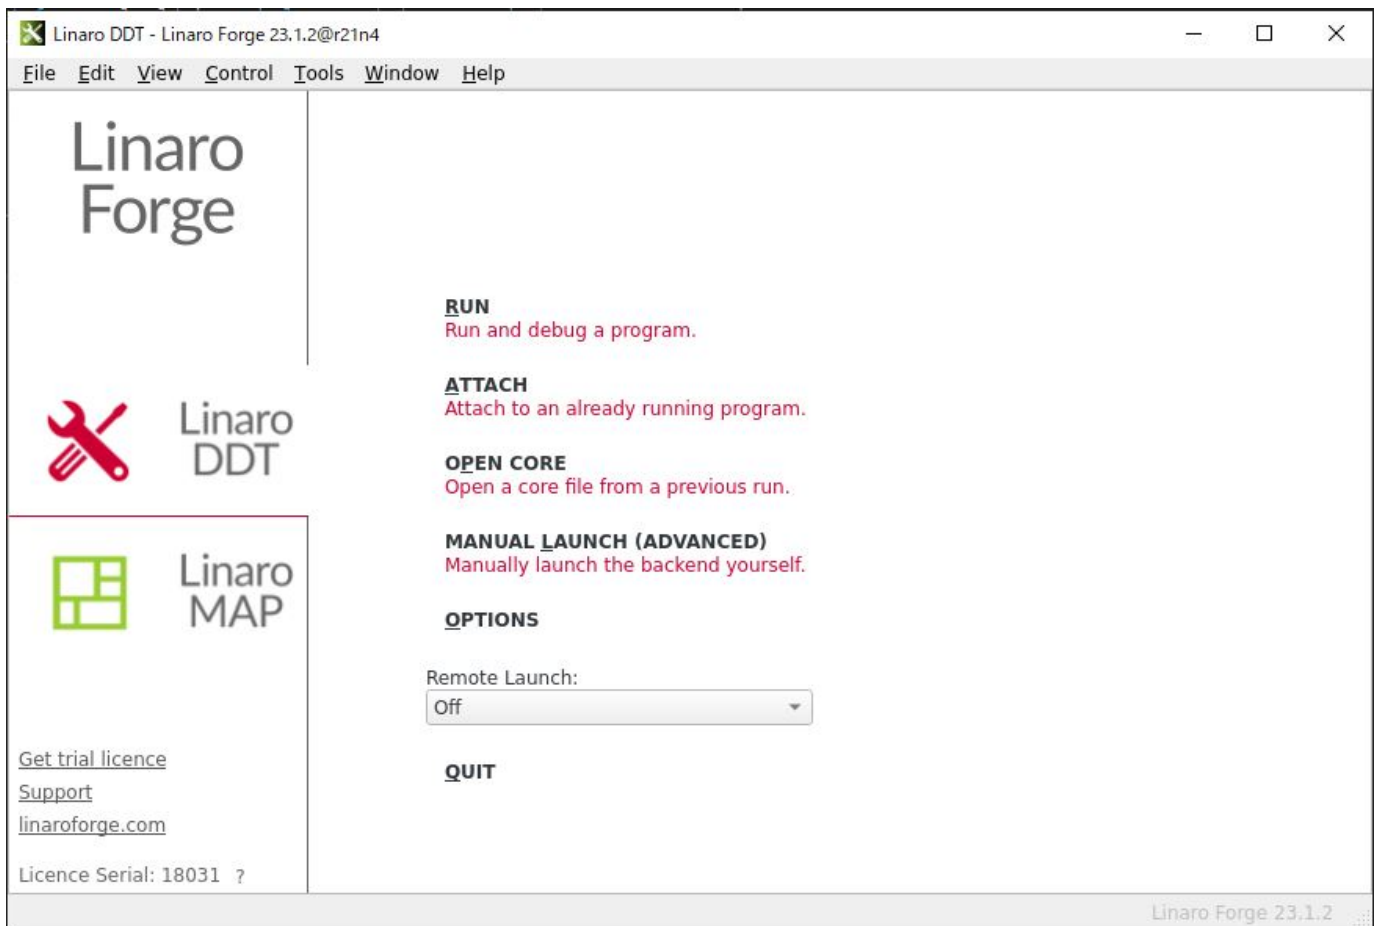 Linaro DDT - Linaro Forge 23.1.2@r21n4
File Edit View Control Tools Window Help
Linaro
Forge
RUN
Run and debug a program.
ATTACH
Attach to an already running program.
Linaro
DDT
OPEN CORE
Open a core file from a previous run.
MANUAL LAUNCH (ADVANCED)
Manually launch the backend yourself.
Linaro
MAP
OPTIONS
Remote Launch:
Off
Get trial licence
Support
linaroforge.com
QUIT
Licence Serial: 18031 ?
Linaro Forge 23.1.2